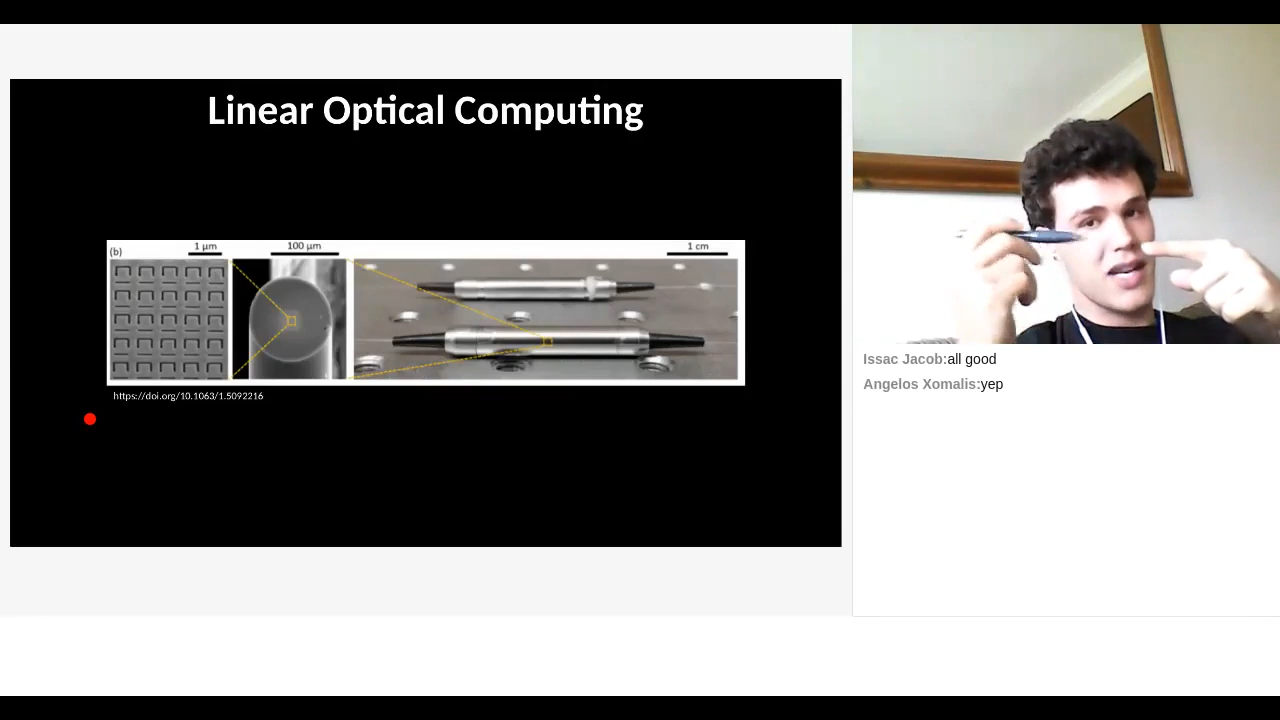 Linear Optical Computing
(b)
1 µm
100 µm
1 cm
https://doi.org/10.1063/1.5092216
Issac Jacob:all good
Angelos Xomalis:yep